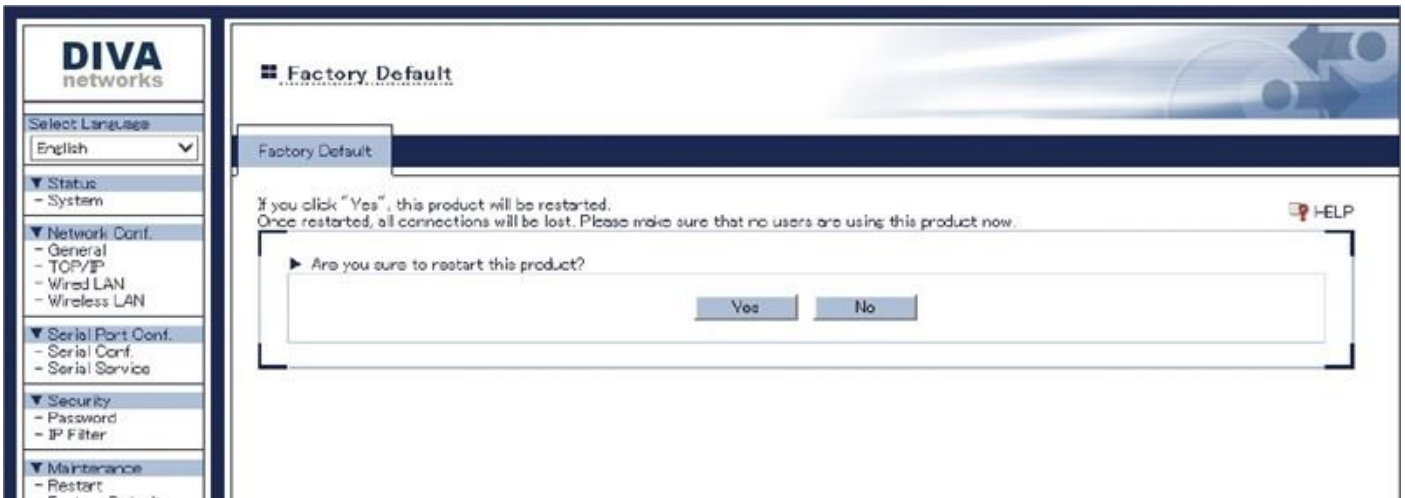 DIVA
networks
Select Language
English
▼ Status
- System
▼ Network Conf.
- General
- TCP/IP
- Wired LAN
- Wireless LAN
▼ Serial Port Conf.
- Serial Conf.
- Serial Service
▼ Security
- Password
- IP Filter
▼ Maintenance
- Restart
Factory Default
Factory Default
If you click "Yes", this product will be restarted.
Once restarted, all connections will be lost. Please make sure that no users are using this product now.
HELP
► Are you sure to restart this product?
Yes No